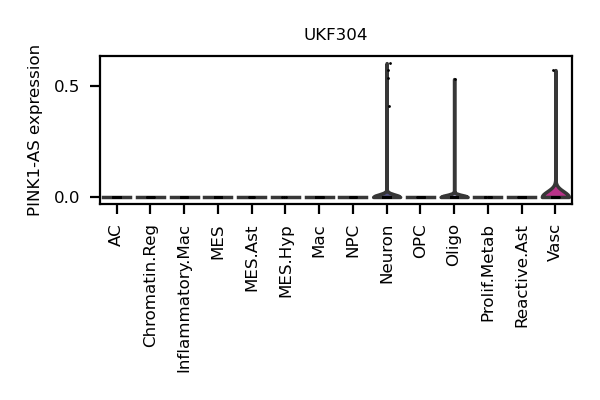 UKF304
PINK1-AS expression
0.5
0.0
AC
Chromatin.Reg
Inflammatory.Mac
MES
MES.Ast
MES.Hyp
Mac
NPC
Neuron
OPC
Oligo
Prolif.Metab
Reactive.Ast
Vasc